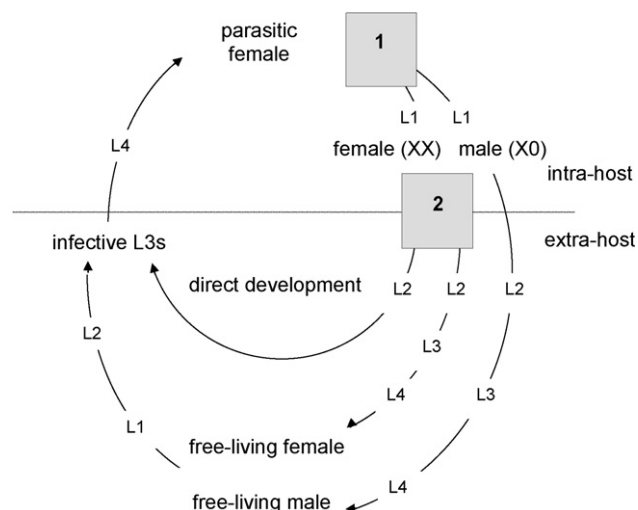 parasitic
female
1
L1
L1
L4
female (XX)
male (X0)
intra-host
2
infective L3s
extra-host
direct development
L2
L2
L2
L2
L3
L3
L4
L1
free-living female
L4
free-living male